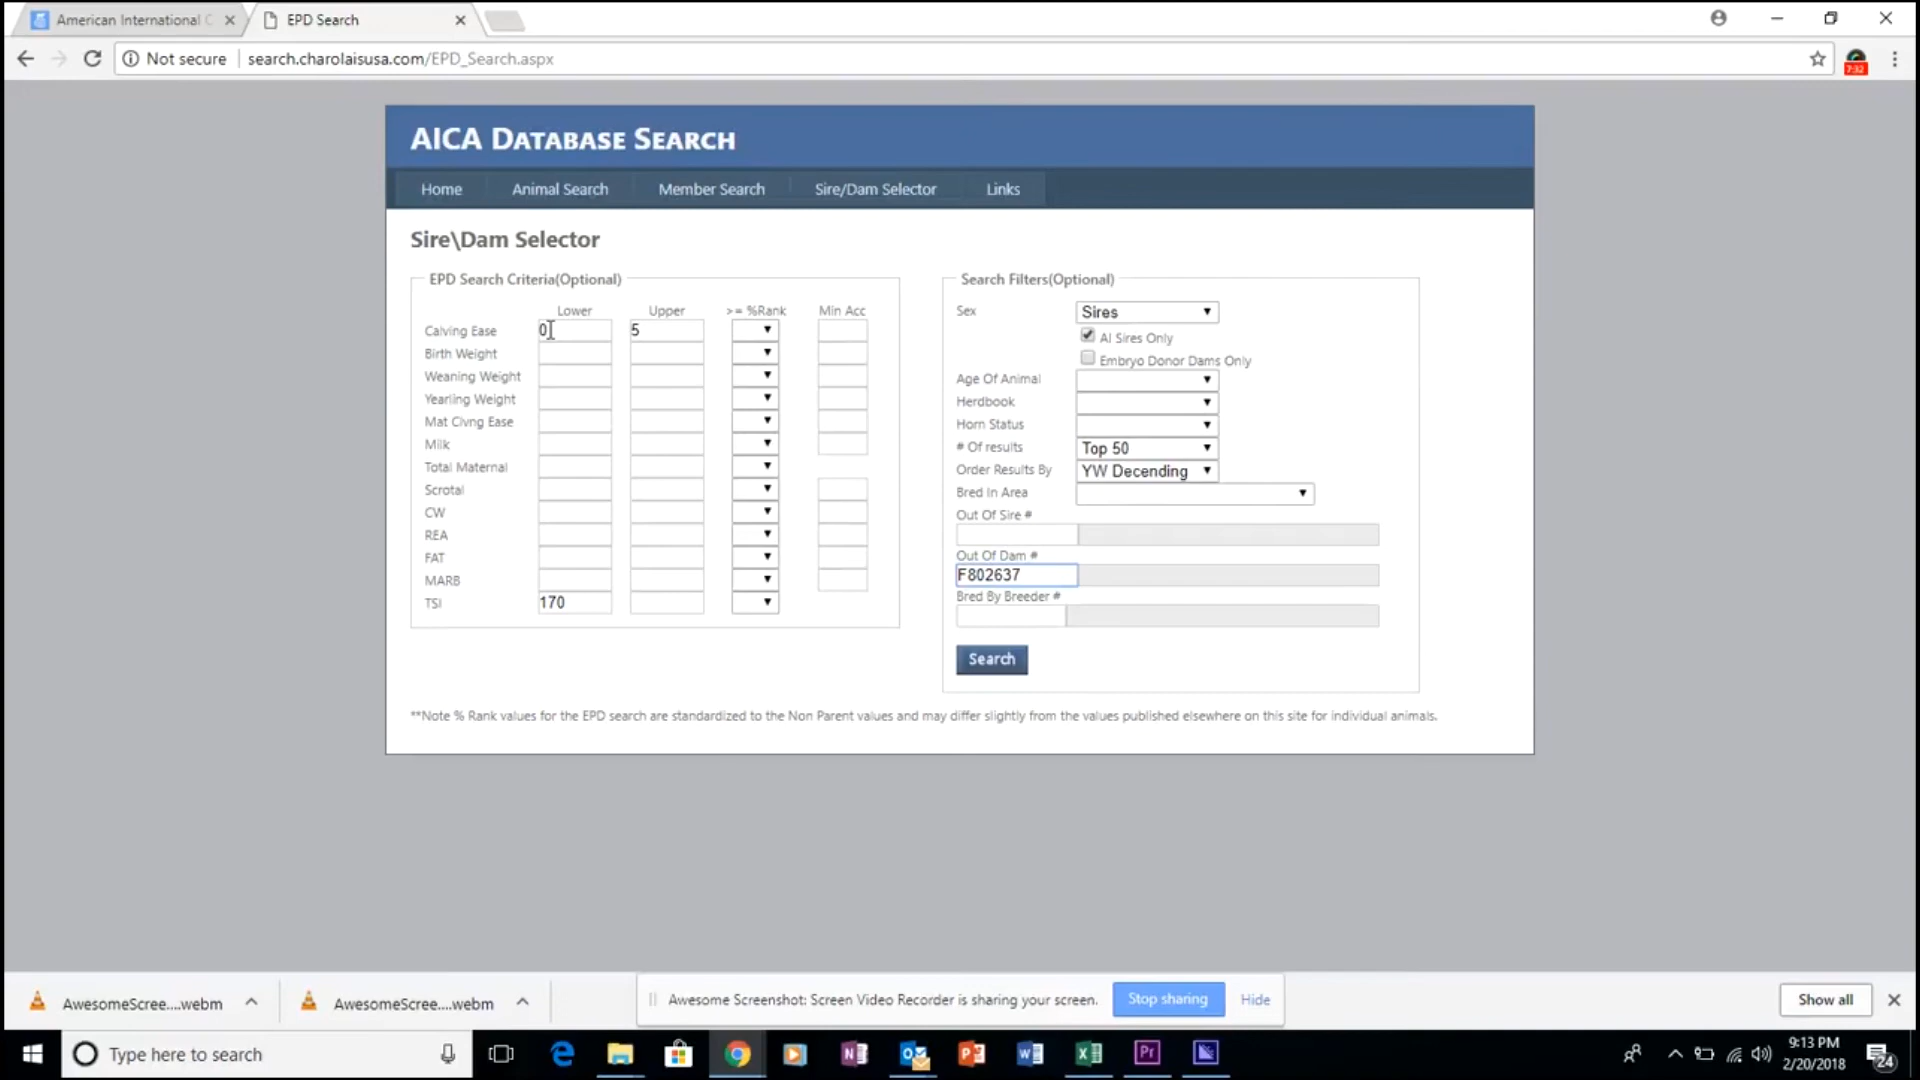 American International C
EPD Search
Not secure | search.charolaisusa.com/EPD_Search.aspx
7:32
AICA DATABASE SEARCH
Home Animal Search Member Search Sire/Dam Selector Links
Sire\Dam Selector
EPD Search Criteria(Optional)
Lower Upper >= %Rank Min Acc
Calving Ease 0 5
Birth Weight
Weaning Weight
Yearling Weight
Mat Clvng Ease
Milk
Total Maternal
Scrotal
CW
REA
FAT
MARB
TSI 170
Search Filters(Optional)
Sex Sires
AI Sires Only
Embryo Donor Dams Only
Age Of Animal
Herdbook
Horn Status
# Of results Top 50
Order Results By YW Decending
Bred In Area
Out Of Sire #
Out Of Dam #
F802637
Bred By Breeder #
Search
**Note % Rank values for the EPD search are standardized to the Non Parent values and may differ slightly from the values published elsewhere on this site for individual animals.
AwesomeScree....webm
AwesomeScree....webm
Awesome Screenshot: Screen Video Recorder is sharing your screen. Stop sharing Hide
Show all
Type here to search
9:13 PM
2/20/2018
24